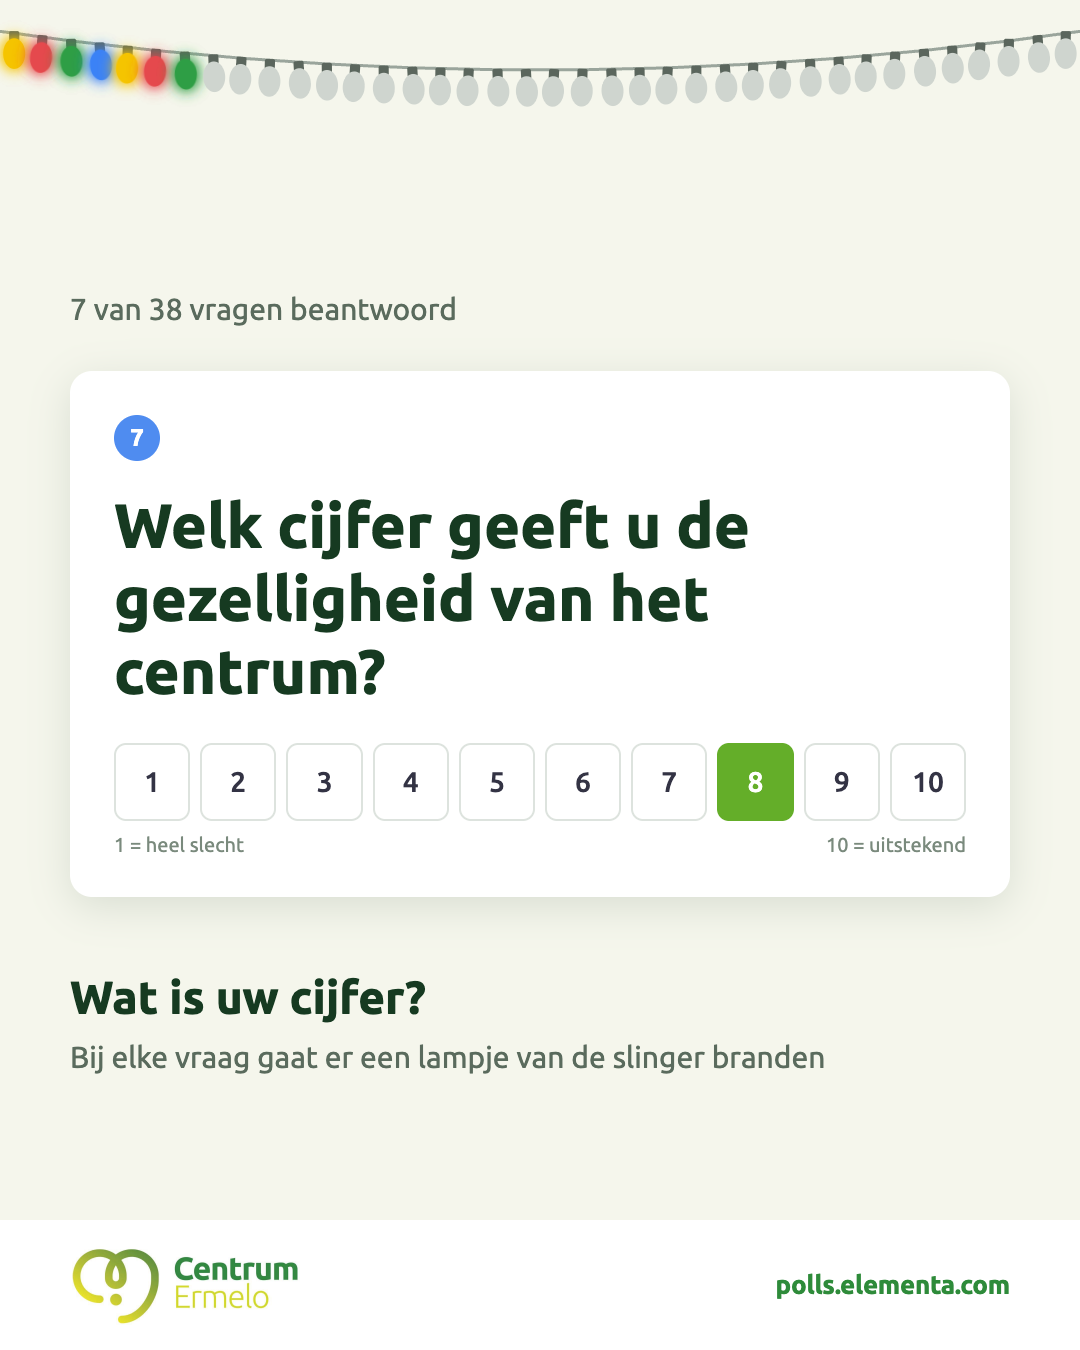 7 van 38 vragen beantwoord
7
Welk cijfer geeft u de
gezelligheid van het
centrum?
1 2 3 4 5 6 7 8 9 10
1 = heel slecht 10 = uitstekend
Wat is uw cijfer?
Bij elke vraag gaat er een lampje van de slinger branden
Centrum
Ermelo
polls.elementa.com